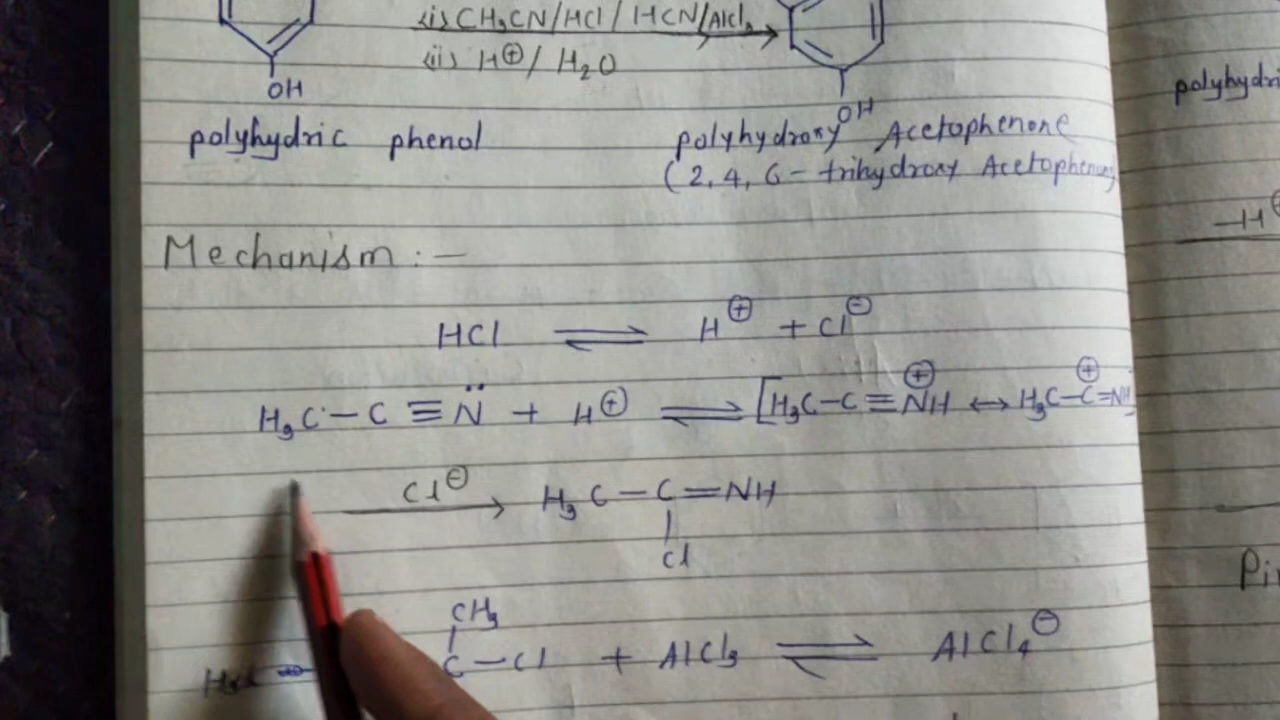 (i) CH₃CN/HCl / HCN/AlCl₃
(ii) H⊕/ H₂O
OH
OH
polyhydric phenol
polyhydroxy Acetophenone
(2,4,6- trihydroxy Acetophenone)
polyhydri
Mechanism :-
-H⊕
HCl ⇌ H⊕ + Cl⊖
H₃C-C≡N̈ + H⊕ ⇌ [H₃C-C≡N⊕H ↔ H₃C-C⊕=NH]
Cl⊖ → H₃C-C=NH
Cl
CH₃
C-Cl + AlCl₃ ⇌ AlCl₄⊖